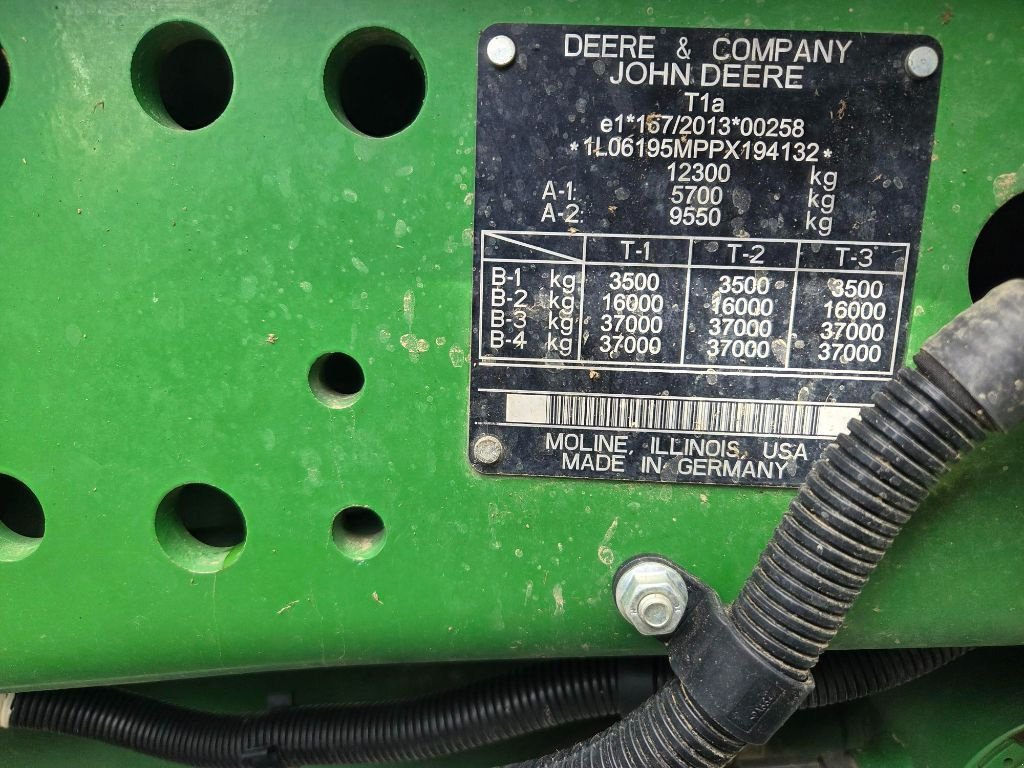 DEERE & COMPANY
JOHN DEERE
T1a
e1*167/2013*00258
*1L06195MPPX194132*
12300 kg
A-1: 5700 kg
A-2: 9550 kg
T-1 T-2 T-3
B-1 kg 3500 3500 3500
B-2 kg 16000 16000 16000
B-3 kg 37000 37000 37000
B-4 kg 37000 37000 37000
MOLINE, ILLINOIS, USA
MADE IN GERMANY